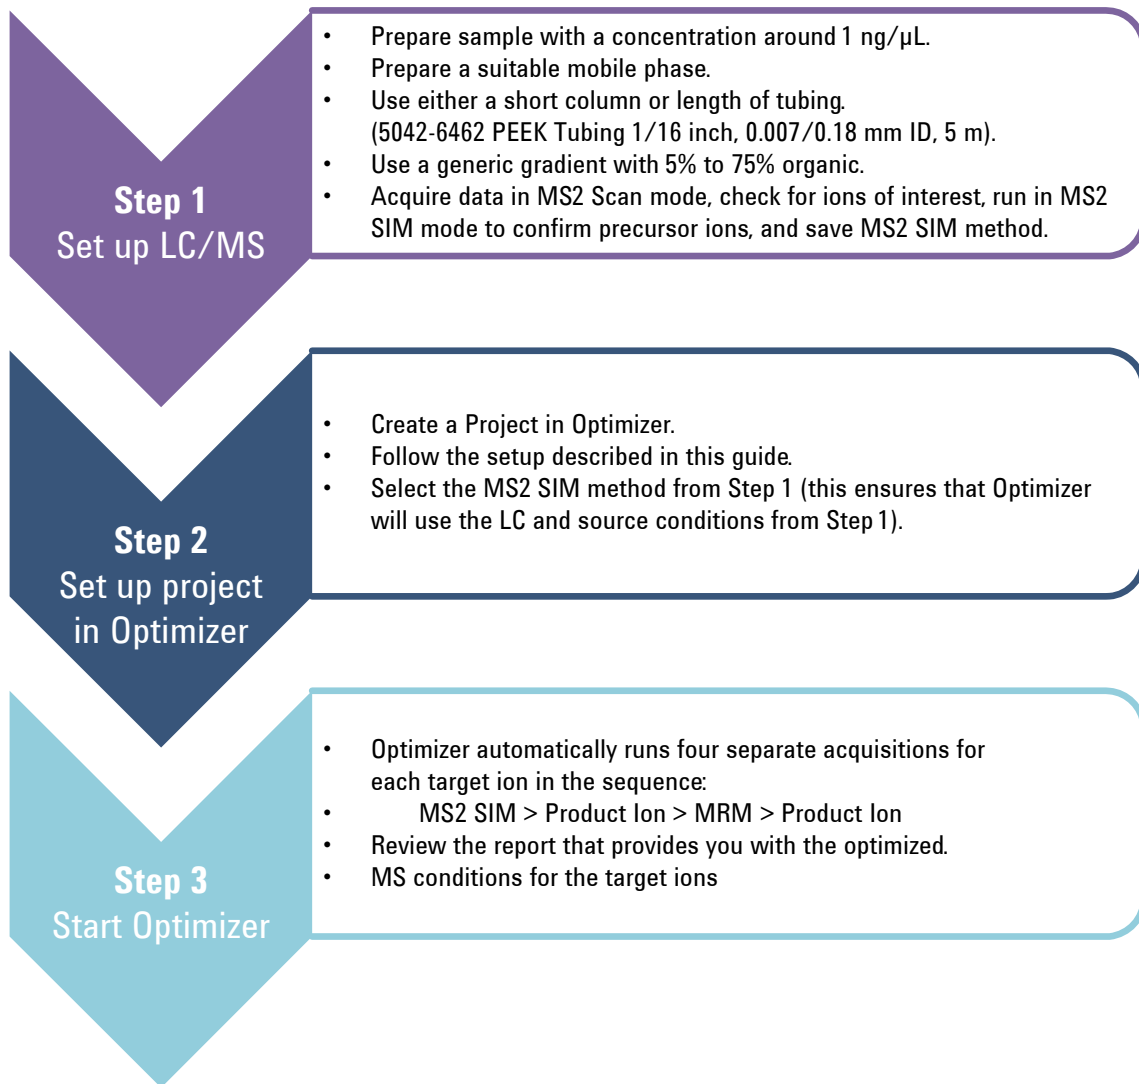 Step 1
Set up LC/MS
• Prepare sample with a concentration around 1 ng/µL.
• Prepare a suitable mobile phase.
• Use either a short column or length of tubing.
(5042-6462 PEEK Tubing 1/16 inch, 0.007/0.18 mm ID, 5 m).
• Use a generic gradient with 5% to 75% organic.
• Acquire data in MS2 Scan mode, check for ions of interest, run in MS2
SIM mode to confirm precursor ions, and save MS2 SIM method.
Step 2
Set up project
in Optimizer
• Create a Project in Optimizer.
• Follow the setup described in this guide.
• Select the MS2 SIM method from Step 1 (this ensures that Optimizer
will use the LC and source conditions from Step 1).
Step 3
Start Optimizer
• Optimizer automatically runs four separate acquisitions for
each target ion in the sequence:
• MS2 SIM > Product Ion > MRM > Product Ion
• Review the report that provides you with the optimized.
• MS conditions for the target ions